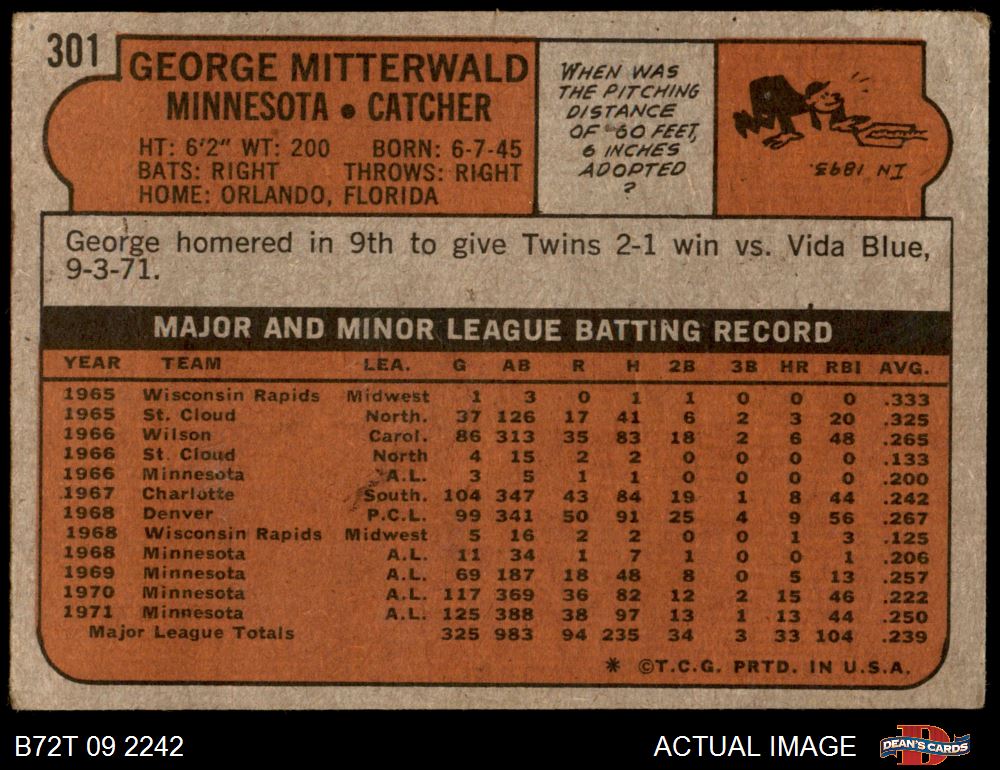 301
GEORGE MITTERWALD
MINNESOTA • CATCHER
HT: 6'2" WT: 200 BORN: 6-7-45
BATS: RIGHT THROWS: RIGHT
HOME: ORLANDO, FLORIDA
WHEN WAS
THE PITCHING
DISTANCE
OF 60 FEET,
6 INCHES
ADOPTED
?
IN 1893.
George homered in 9th to give Twins 2-1 win vs. Vida Blue,
9-3-71.
MAJOR AND MINOR LEAGUE BATTING RECORD
YEAR TEAM LEA. G AB R H 2B 3B HR RBI AVG.
1965 Wisconsin Rapids Midwest 1 3 0 1 1 0 0 0 .333
1965 St. Cloud North. 37 126 17 41 6 2 3 20 .325
1966 Wilson Carol. 86 313 35 83 18 2 6 48 .265
1966 St. Cloud North 4 15 2 2 0 0 0 0 .133
1966 Minnesota A.L. 3 5 1 1 0 0 0 0 .200
1967 Charlotte South. 104 347 43 84 19 1 8 44 .242
1968 Denver P.C.L. 99 341 50 91 25 4 9 56 .267
1968 Wisconsin Rapids Midwest 5 16 2 2 0 0 1 3 .125
1968 Minnesota A.L. 11 34 1 7 1 0 0 1 .206
1969 Minnesota A.L. 69 187 18 48 8 0 5 13 .257
1970 Minnesota A.L. 117 369 36 82 12 2 15 46 .222
1971 Minnesota A.L. 125 388 38 97 13 1 13 44 .250
Major League Totals 325 983 94 235 34 3 33 104 .239
* ©T.C.G. PRTD. IN U.S.A.
B72T 09 2242 ACTUAL IMAGE D DEAN'S CARDS